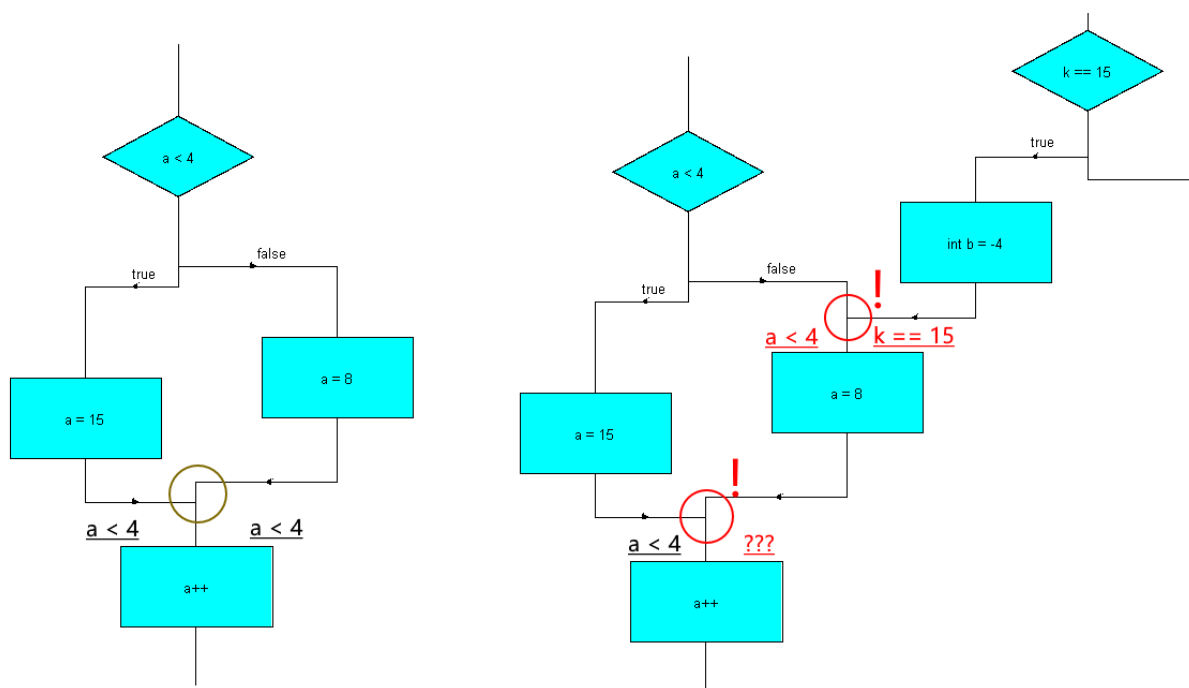 a < 4
false
true
a = 8
a = 15
a < 4
a < 4
a++
k == 15
true
a < 4
int b = -4
false
true
!
a < 4
k == 15
a = 8
a = 15
!
a < 4
???
a++